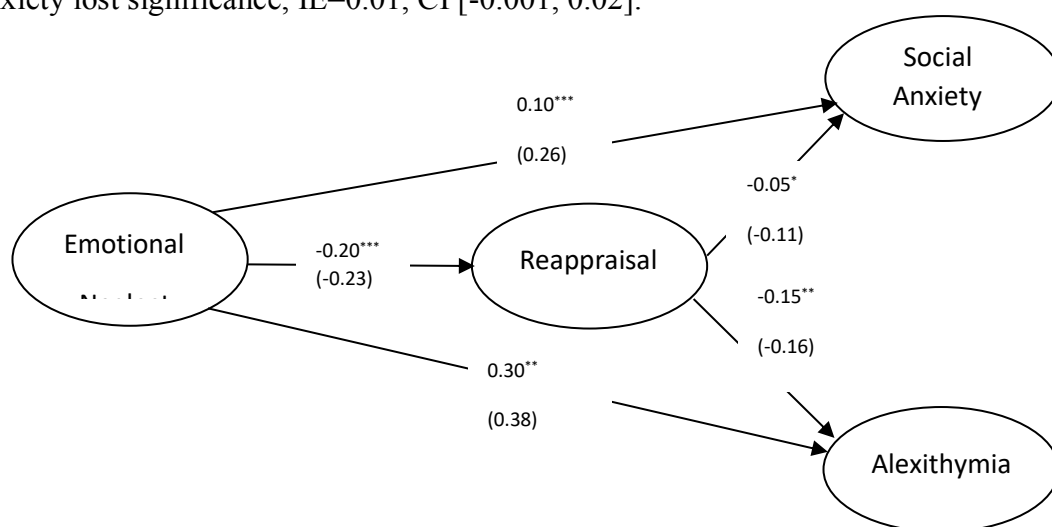 lost significance, IE=0.01, CI [-0.001, 0.02].
Social
Anxiety
0.10***
(0.26)
-0.05*
(-0.11)
Emotional
-0.20***
(-0.23)
Reappraisal
-0.15**
(-0.16)
0.30**
(0.38)
Alexithymia